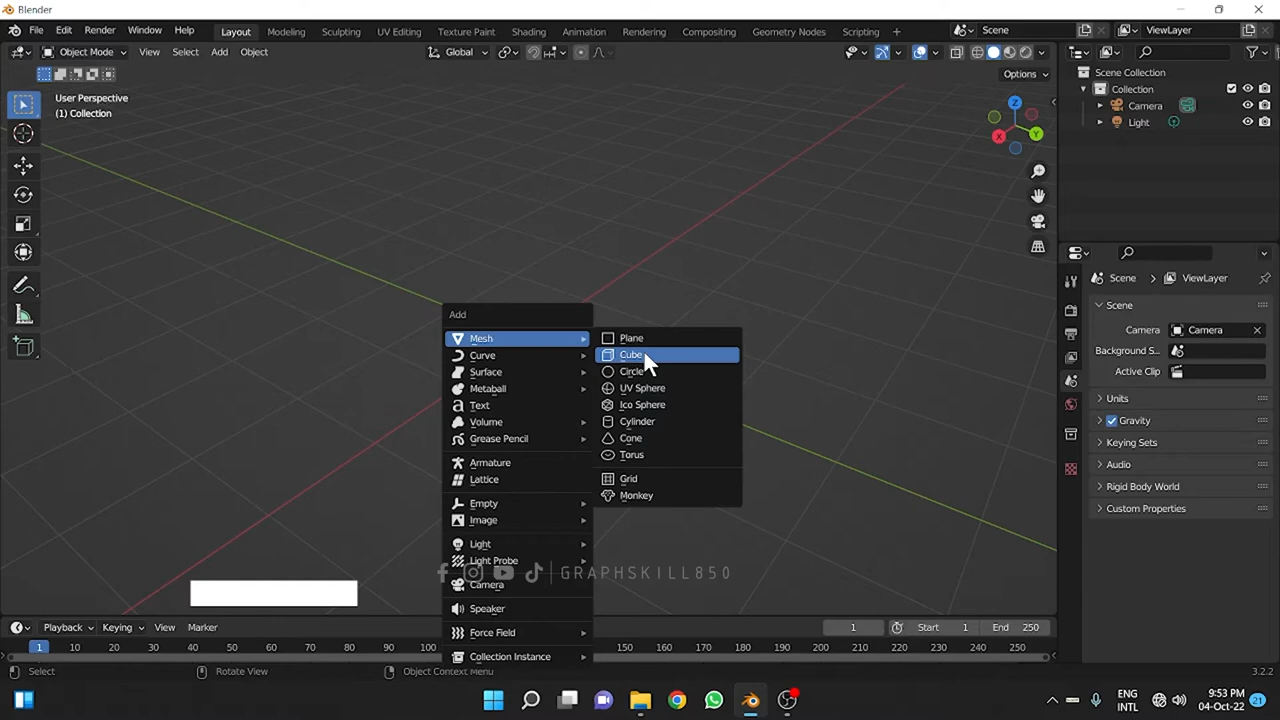 Blender
File Edit Render Window Help Layout Modeling Sculpting UV Editing Texture Paint Shading Animation Rendering Compositing Geometry Nodes Scripting + Scene ViewLayer
Object Mode View Select Add Object Global
Options
User Perspective
(1) Collection
Z
X
Y
Scene Collection
Collection
Camera
Light
Scene > ViewLayer
Scene
Camera Camera
Background S...
Active Clip
Units
Gravity
Keying Sets
Audio
Rigid Body World
Custom Properties
Add
Mesh
Curve
Surface
Metaball
Text
Volume
Grease Pencil
Armature
Lattice
Empty
Image
Light
Light Probe
Camera
Speaker
Force Field
Collection Instance
Plane
Cube
Circle
UV Sphere
Ico Sphere
Cylinder
Cone
Torus
Grid
Monkey
GRAPHSKILL850
Playback Keying View Marker 1 Start 1 End 250
1 10 20 30 40 50 60 70 80 90 100 150 160 170 180 190 200 210 220 230 240 250
Select Rotate View Object Context Menu 3.2.2
ENG
INTL
9:53 PM
04-Oct-22
21